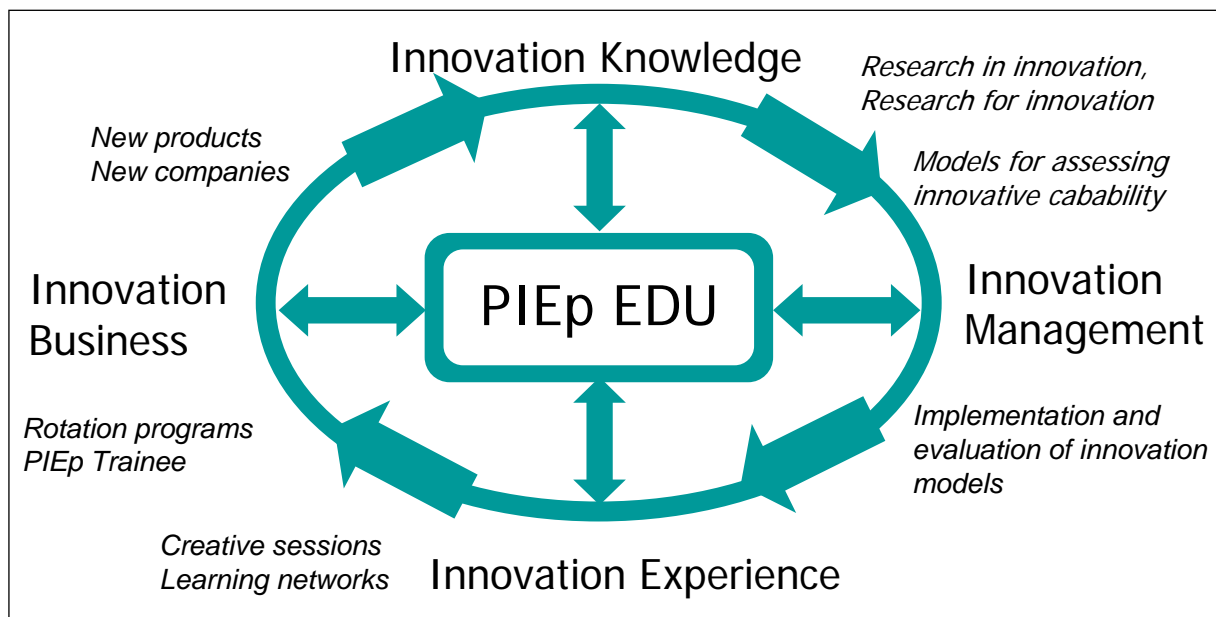 Innovation Knowledge
Research in innovation,
Research for innovation
New products
New companies
Models for assessing
innovative cabability
Innovation
Business
PIEp EDU
Innovation
Management
Rotation programs
PIEp Trainee
Implementation and
evaluation of innovation
models
Creative sessions
Learning networks
Innovation Experience